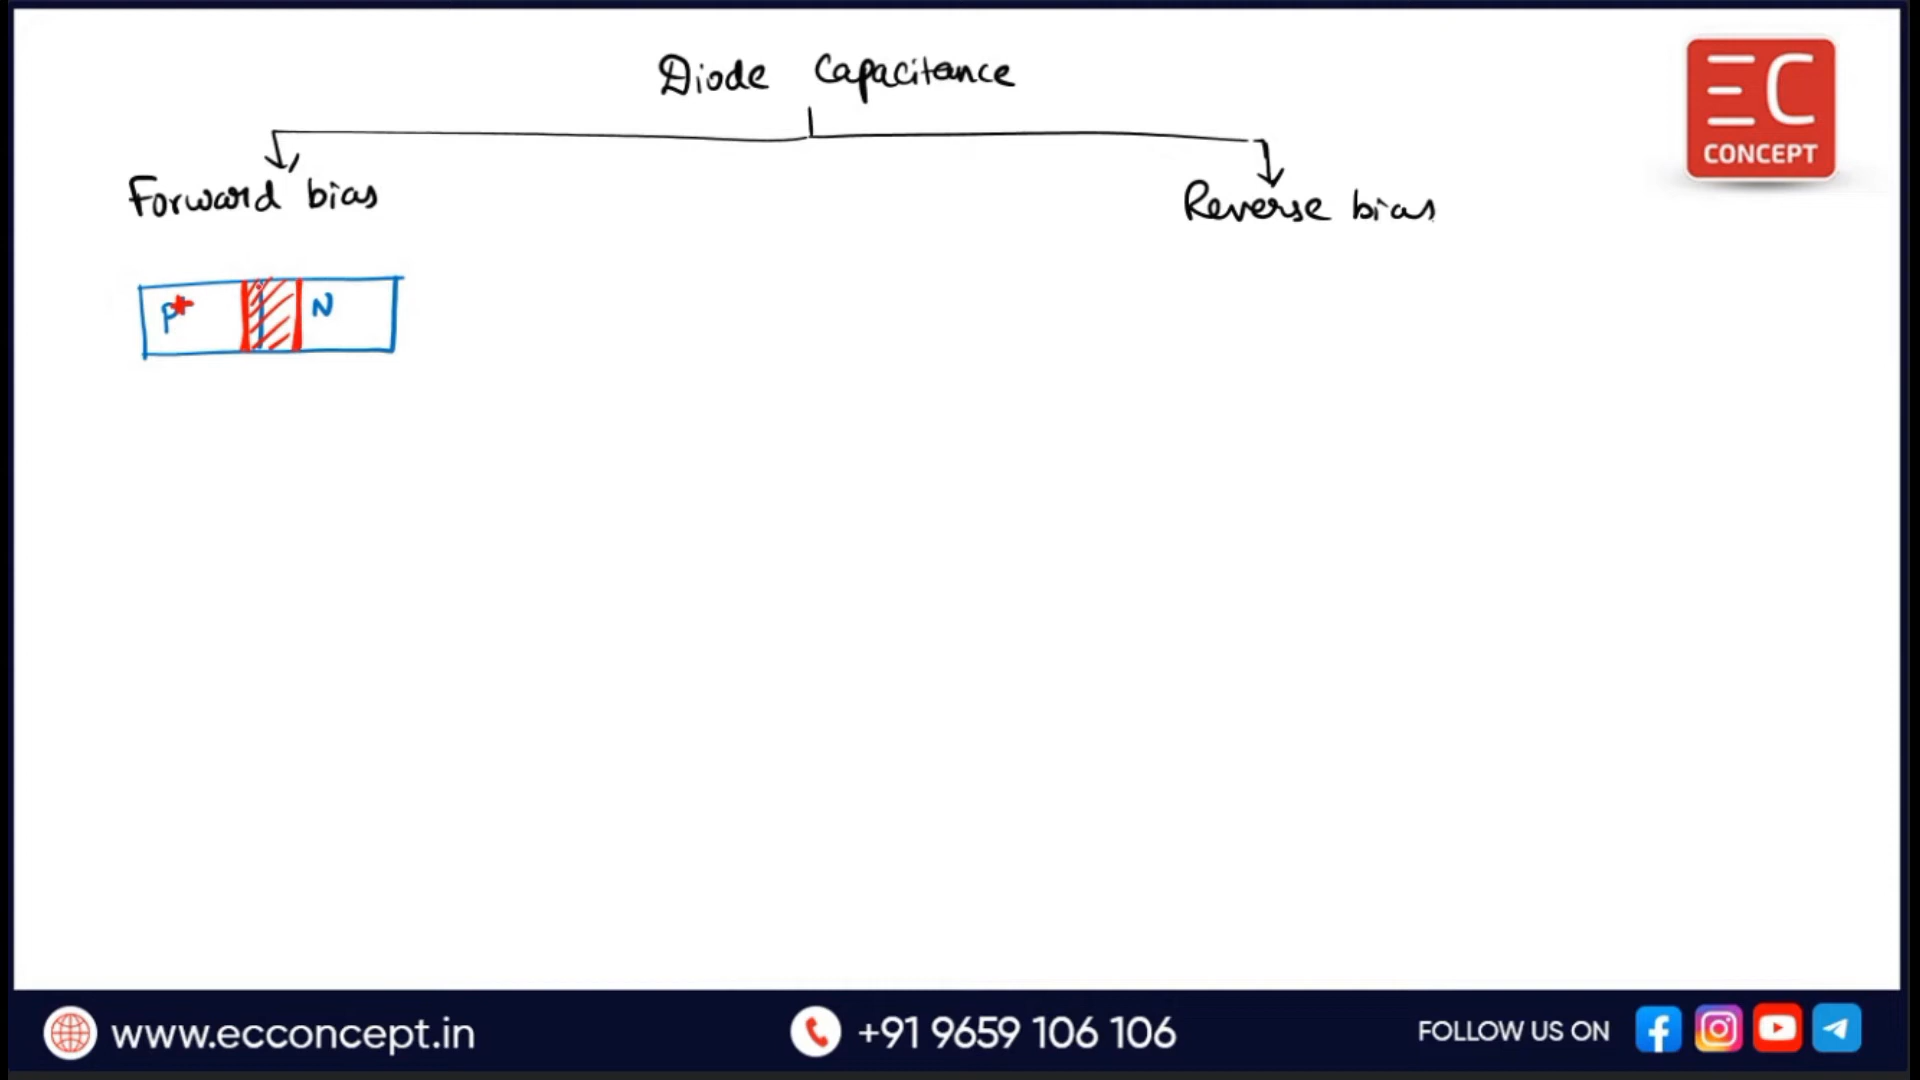 Diode Capacitance
EC
CONCEPT
Forward bias
Reverse bias
P+ N
www.ecconcept.in
+91 9659 106 106
FOLLOW US ON